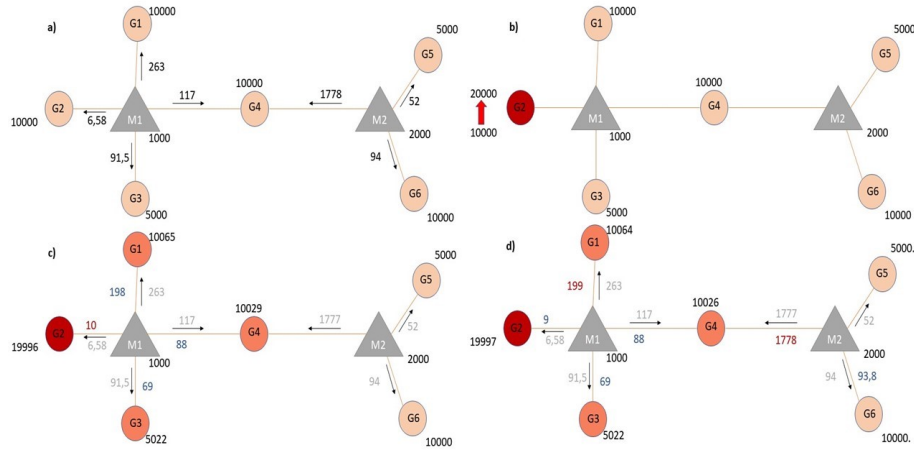 a)
10000
G1
263
10000
G2
6,58
117
10000
G4
1778
5000
G5
52
M1
1000
M2
2000
91,5
94
G3
5000
G6
10000
b)
10000
G1
20000
10000
G2
M1
1000
10000
G4
5000
G5
M2
2000
G3
5000
G6
10000
c)
10065
G1
198
263
G2
19996
10
6,58
117
88
10029
G4
1777
5000
G5
52
M1
1000
M2
2000
91,5
69
94
G3
5022
G6
10000
d)
10064
G1
199
263
G2
19997
9
6,58
117
88
10026
G4
1777
1778
5000.
G5
52
M1
1000
M2
2000
91,5
69
94
93,8
G3
5022
G6
10000.